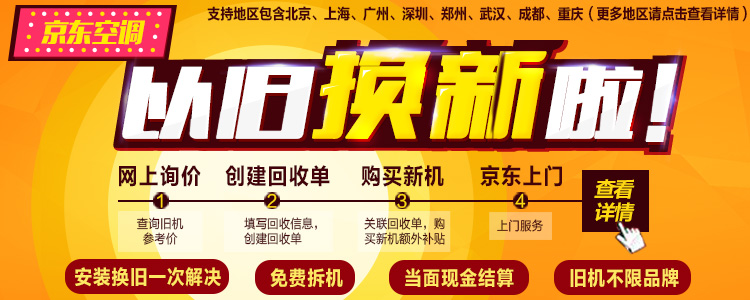 京东空调
支持地区包含北京、上海、广州、深圳、郑州、武汉、成都、重庆（更多地区请点击查看详情）
以旧换新啦!
网上询价 创建回收单 购买新机 京东上门
1 2 3 4
查询旧机
参考价
填写回收信息，
创建回收单
关联回收单，购
买新机额外补贴
上门服务
查看
详情
安装换旧一次解决 免费拆机 当面现金结算 旧机不限品牌